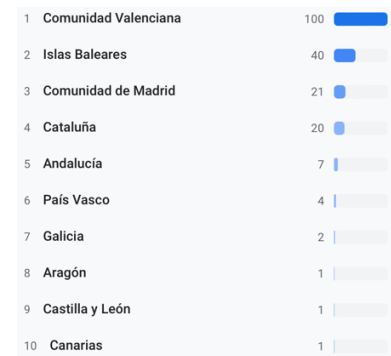 1 Comunidad Valenciana 100
2 Islas Baleares 40
3 Comunidad de Madrid 21
4 Cataluña 20
5 Andalucía 7
6 País Vasco 4
7 Galicia 2
8 Aragón 1
9 Castilla y León 1
10 Canarias 1